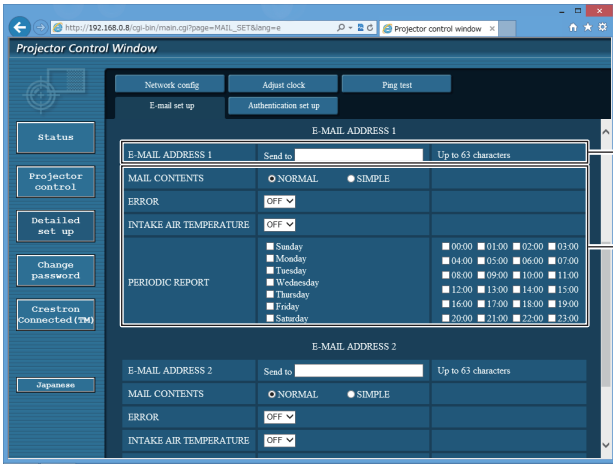 http://192.168.0.8/cgi-bin/main.cgi?page=MAIL_SET&lang=e
Projector control window
Projector Control Window
Network config Adjust clock Ping test
E-mail set up Authentication set up
Status
Projector control
Detailed set up
Change password
Crestron Connected(TM)
Japanese
E-MAIL ADDRESS 1
E-MAIL ADDRESS 1 Send to Up to 63 characters
MAIL CONTENTS NORMAL SIMPLE
ERROR OFF
INTAKE AIR TEMPERATURE OFF
PERIODIC REPORT
Sunday
Monday
Tuesday
Wednesday
Thursday
Friday
Saturday
00:00 01:00 02:00 03:00
04:00 05:00 06:00 07:00
08:00 09:00 10:00 11:00
12:00 13:00 14:00 15:00
16:00 17:00 18:00 19:00
20:00 21:00 22:00 23:00
E-MAIL ADDRESS 2
E-MAIL ADDRESS 2 Send to Up to 63 characters
MAIL CONTENTS NORMAL SIMPLE
ERROR OFF
INTAKE AIR TEMPERATURE OFF